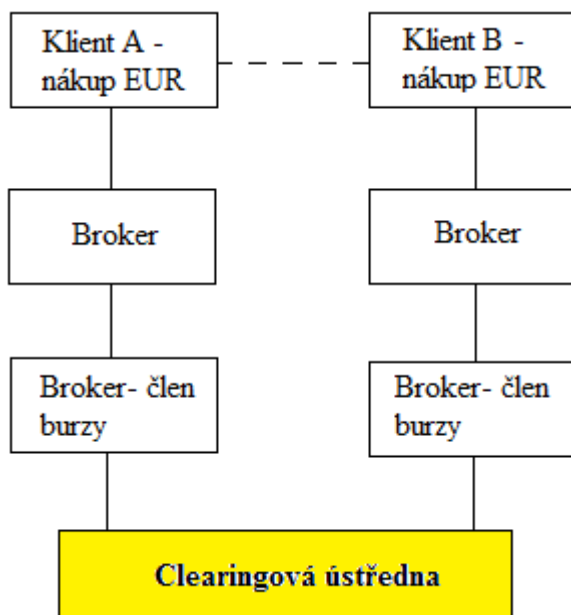 Klient A -
nákup EUR
Klient B -
nákup EUR
Broker
Broker
Broker- člen
burzy
Broker- člen
burzy
Clearingová ústředna